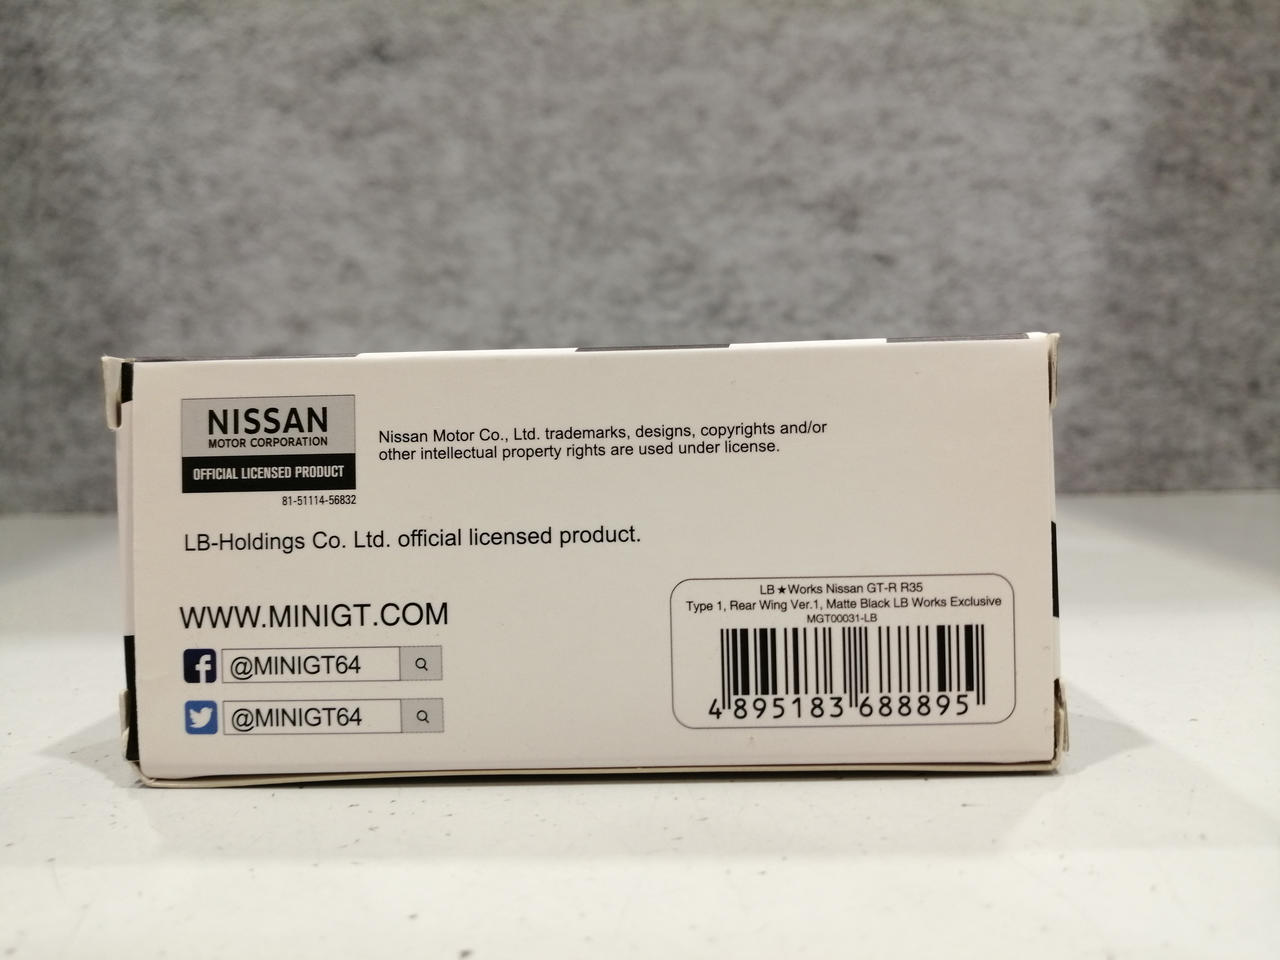 NISSAN
MOTOR CORPORATION
OFFICIAL LICENSED PRODUCT
81-51114-56832
Nissan Motor Co., Ltd. trademarks, designs, copyrights and/or
other intellectual property rights are used under license.
LB-Holdings Co. Ltd. official licensed product.
WWW.MINIGT.COM
@MINIGT64
@MINIGT64
LB★Works Nissan GT-R R35
Type 1, Rear Wing Ver.1, Matte Black LB Works Exclusive
MGT00031-LB
4 895183 688895